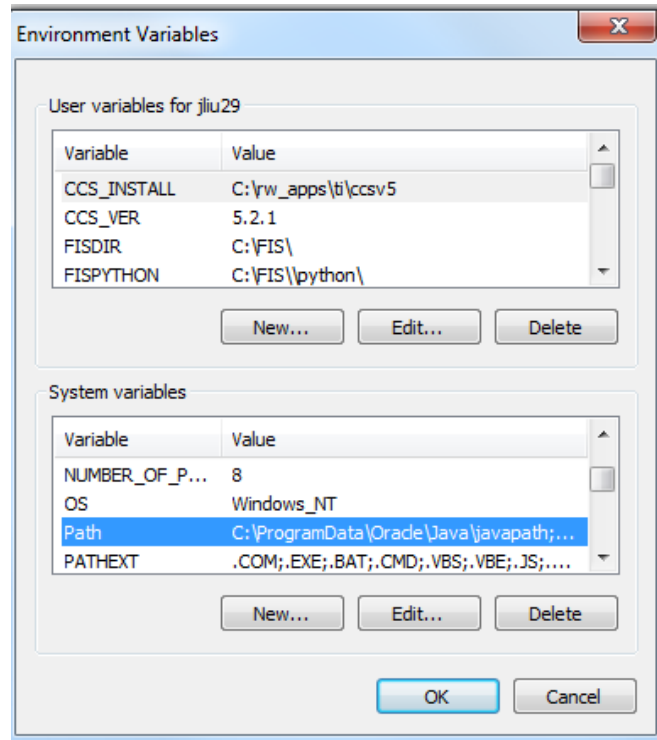 Environment Variables
User variables for jliu29
Variable Value
CCS_INSTALL C:\rw_apps\ti\ccsv5
CCS_VER 5.2.1
FISDIR C:\FIS\
FISPYTHON C:\FIS\\python\
New... Edit... Delete
System variables
Variable Value
NUMBER_OF_P... 8
OS Windows_NT
Path C:\ProgramData\Oracle\Java\javapath;...
PATHEXT .COM;.EXE;.BAT;.CMD;.VBS;.VBE;.JS;....
New... Edit... Delete
OK Cancel